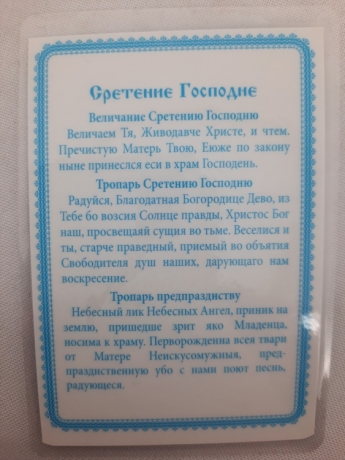 Сретение Господне
Величание Сретению Господню
Величаем Тя, Живодавче Христе, и чтем
Пречистую Матерь Твою, Еюже по закону
ныне принеслся еси в храм Господень.
Тропарь Сретению Господню
Радуйся, Благодатная Богородице Дево, из
Тебе бо возсия Солнце правды, Христос Бог
наш, просвещаяй сущия во тьме. Веселися и
ты, старче праведный, приемый во объятия
Свободителя душ наших, дарующаго нам
воскресение.
Тропарь предпразднству
Небесный лик Небесных Ангел, приник на
землю, пришедше зрит яко Младенца,
носима к храму. Перворожденна всея твари
от Матере Неискусомужныя, пред-
празднственную убо с нами поют песнь,
радующеся.